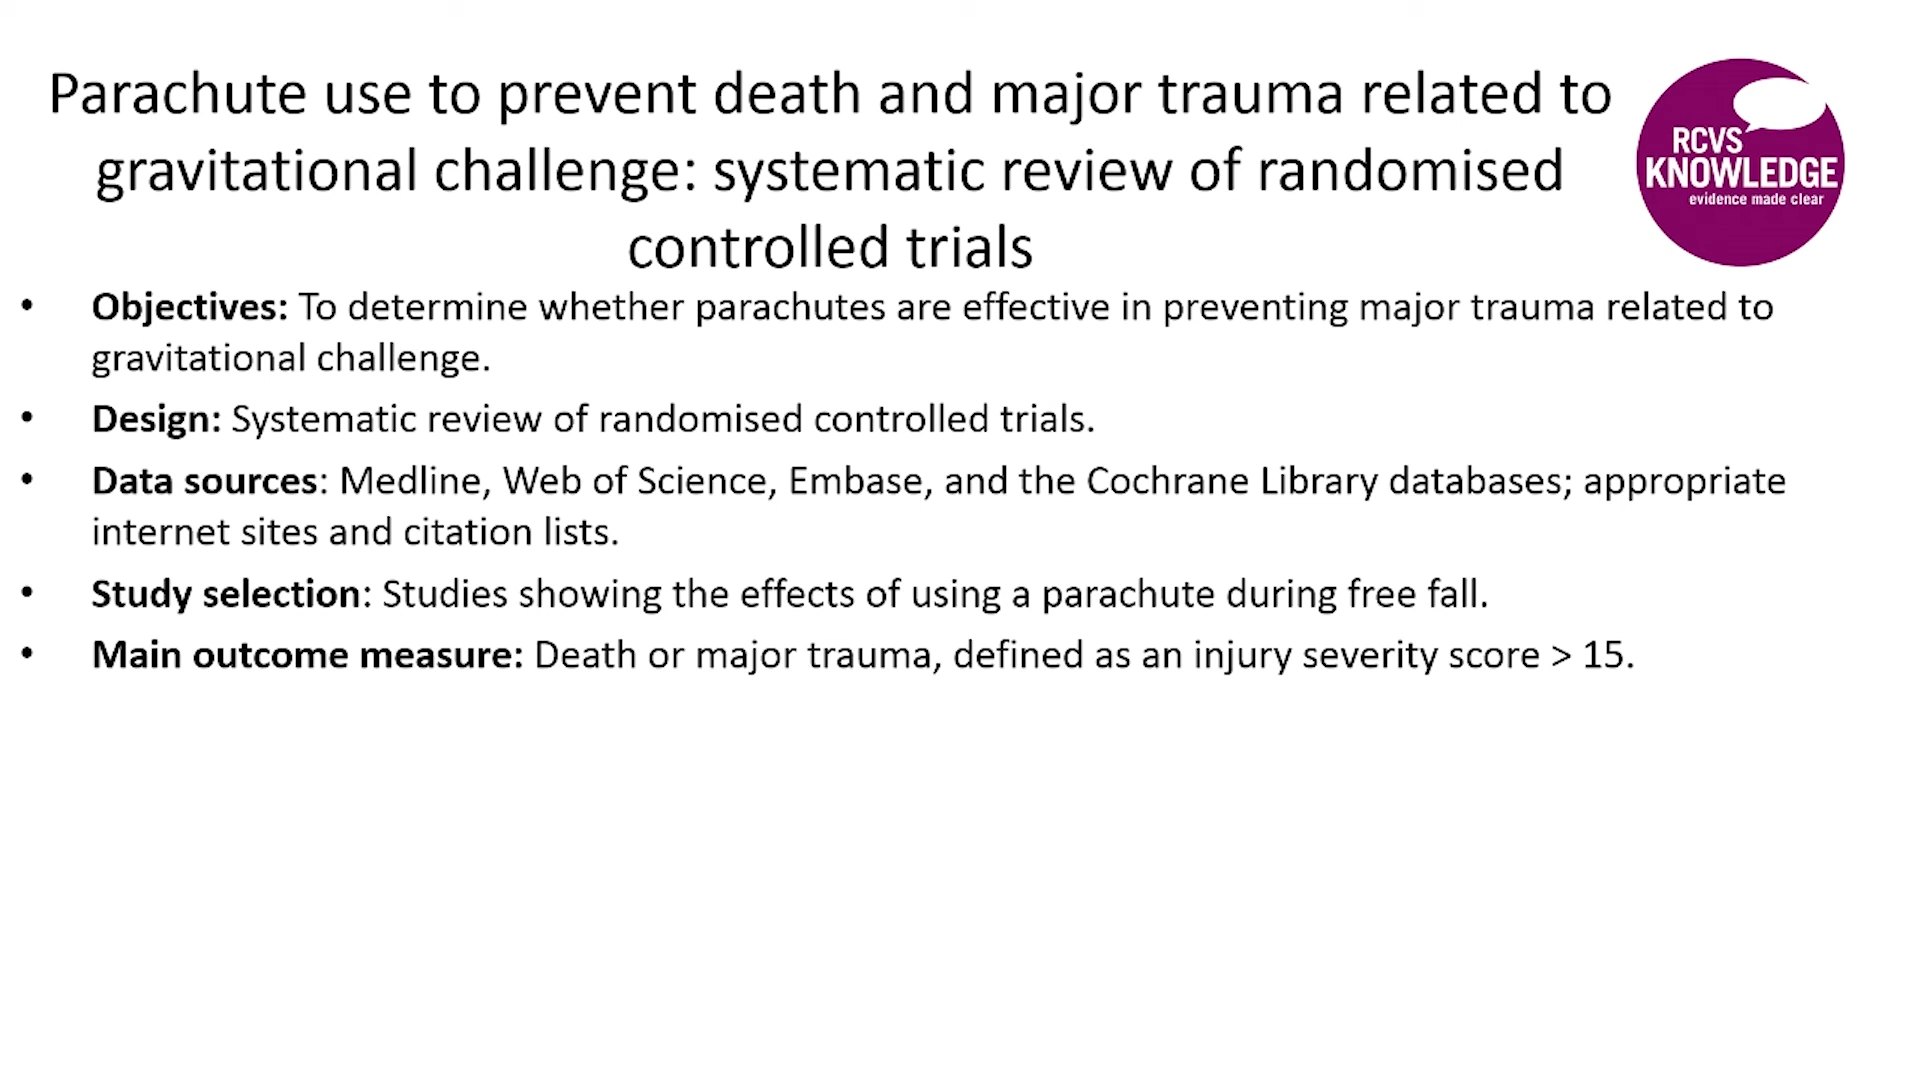 Parachute use to prevent death and major trauma related to
gravitational challenge: systematic review of randomised
controlled trials
RCVS
KNOWLEDGE
evidence made clear
• Objectives: To determine whether parachutes are effective in preventing major trauma related to
gravitational challenge.
• Design: Systematic review of randomised controlled trials.
• Data sources: Medline, Web of Science, Embase, and the Cochrane Library databases; appropriate
internet sites and citation lists.
• Study selection: Studies showing the effects of using a parachute during free fall.
• Main outcome measure: Death or major trauma, defined as an injury severity score > 15.